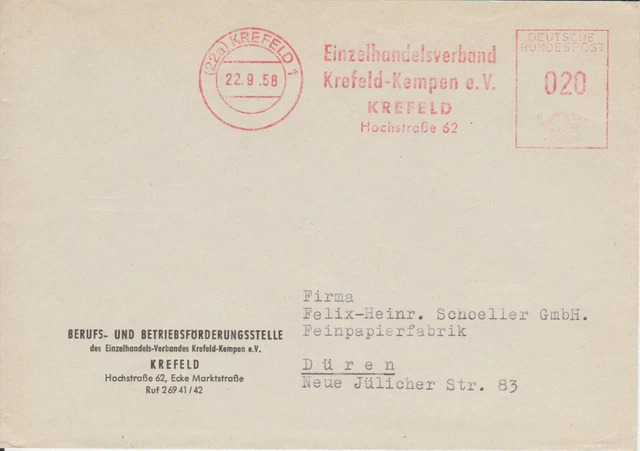 (22a) KREFELD 1
22.9.58
Einzelhandelsverband
Krefeld-Kempen e.V.
KREFELD
Hochstraße 62
DEUTSCHE
BUNDESPOST
020
Firma
Felix-Heinr. Schoeller GmbH.
Feinpapierfabrik
Düren
Neue Jülicher Str. 83
BERUFS- UND BETRIEBSFÖRDERUNGSSTELLE
des Einzelhandels-Verbandes Krefeld-Kempen e.V.
KREFELD
Hochstraße 62, Ecke Marktstraße
Ruf 26941/42